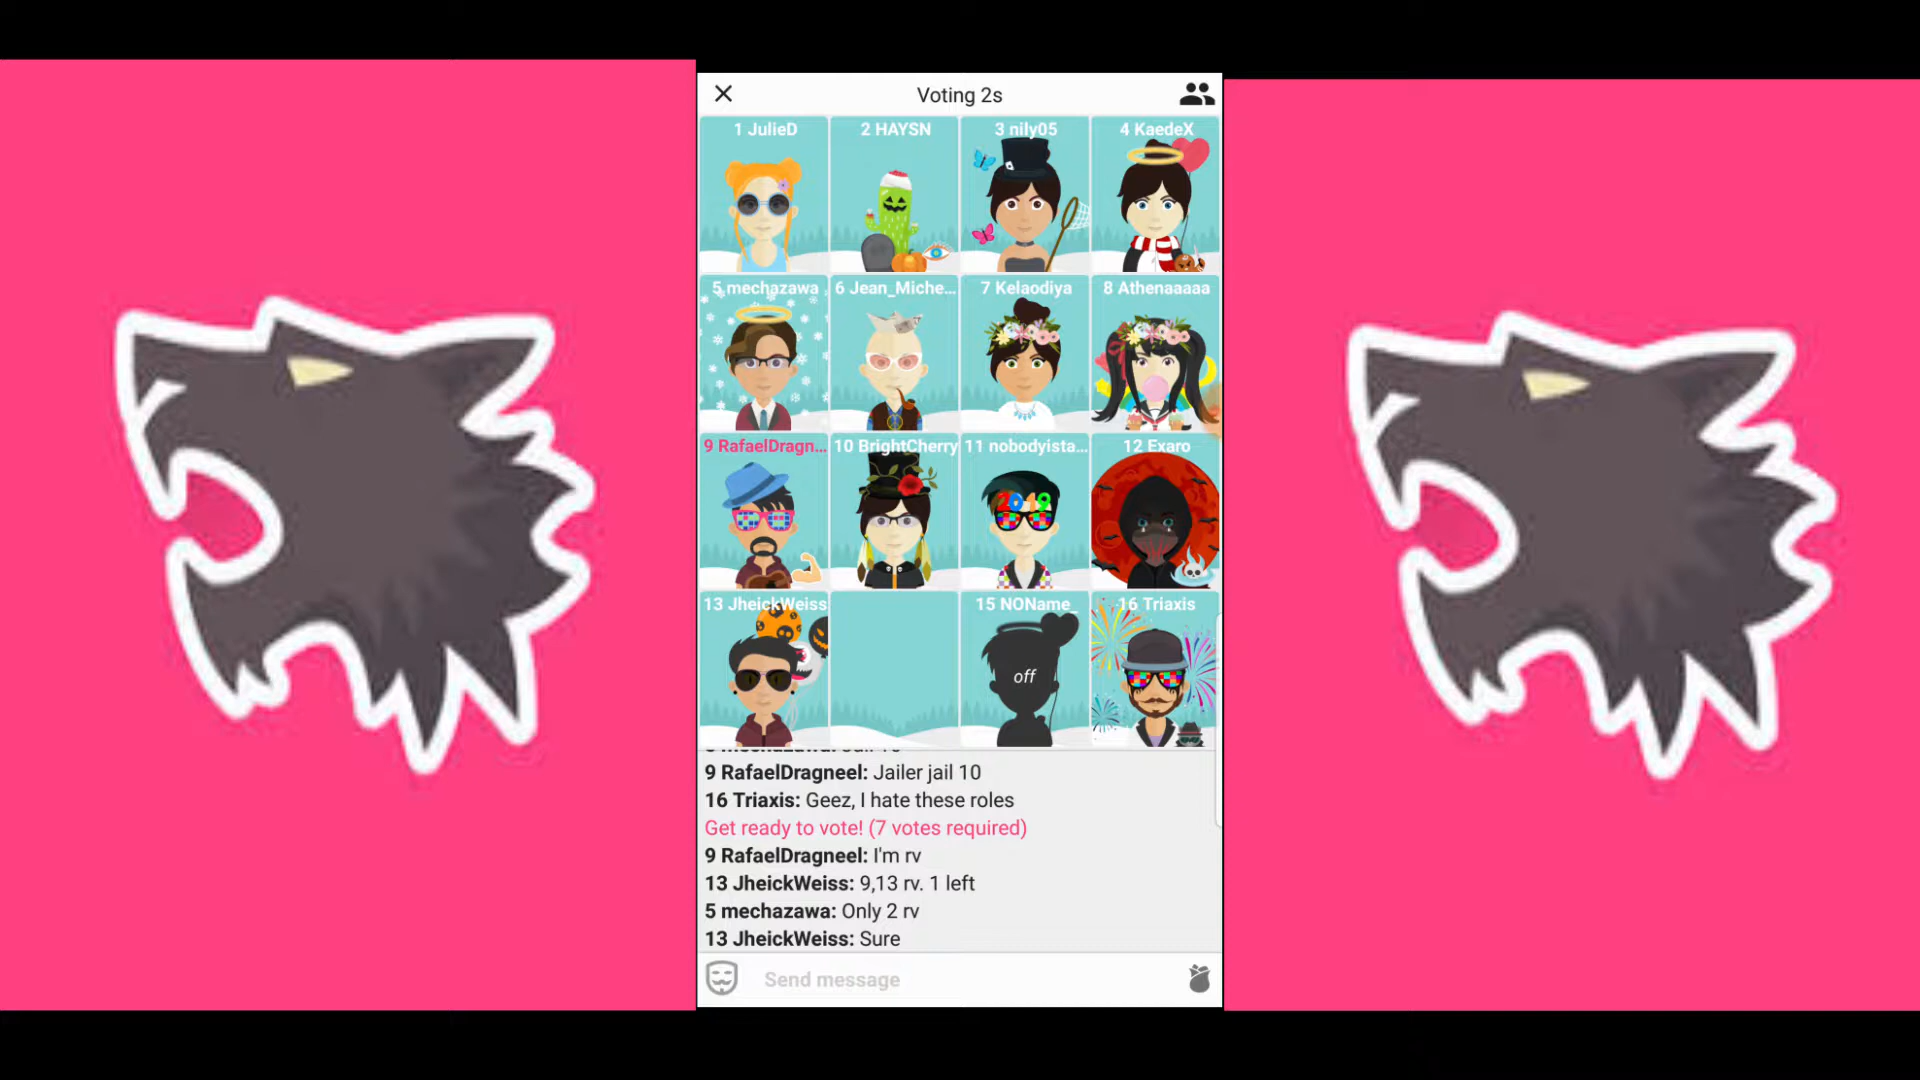 Voting 2s
1 JulieD
2 HAYSN
3 nily05
4 KaedeX
5 mechazawa
6 Jean_Miche...
7 Kelaodiya
8 Athenaaaaa
9 RafaelDragn...
10 BrightCherry
11 nobodyista...
12 Exaro
2019
13 JheickWeiss
15 NOName_
16 Triaxis
off
9 RafaelDragneel: Jailer jail 10
16 Triaxis: Geez, I hate these roles
Get ready to vote! (7 votes required)
9 RafaelDragneel: I'm rv
13 JheickWeiss: 9,13 rv. 1 left
5 mechazawa: Only 2 rv
13 JheickWeiss: Sure
Send message